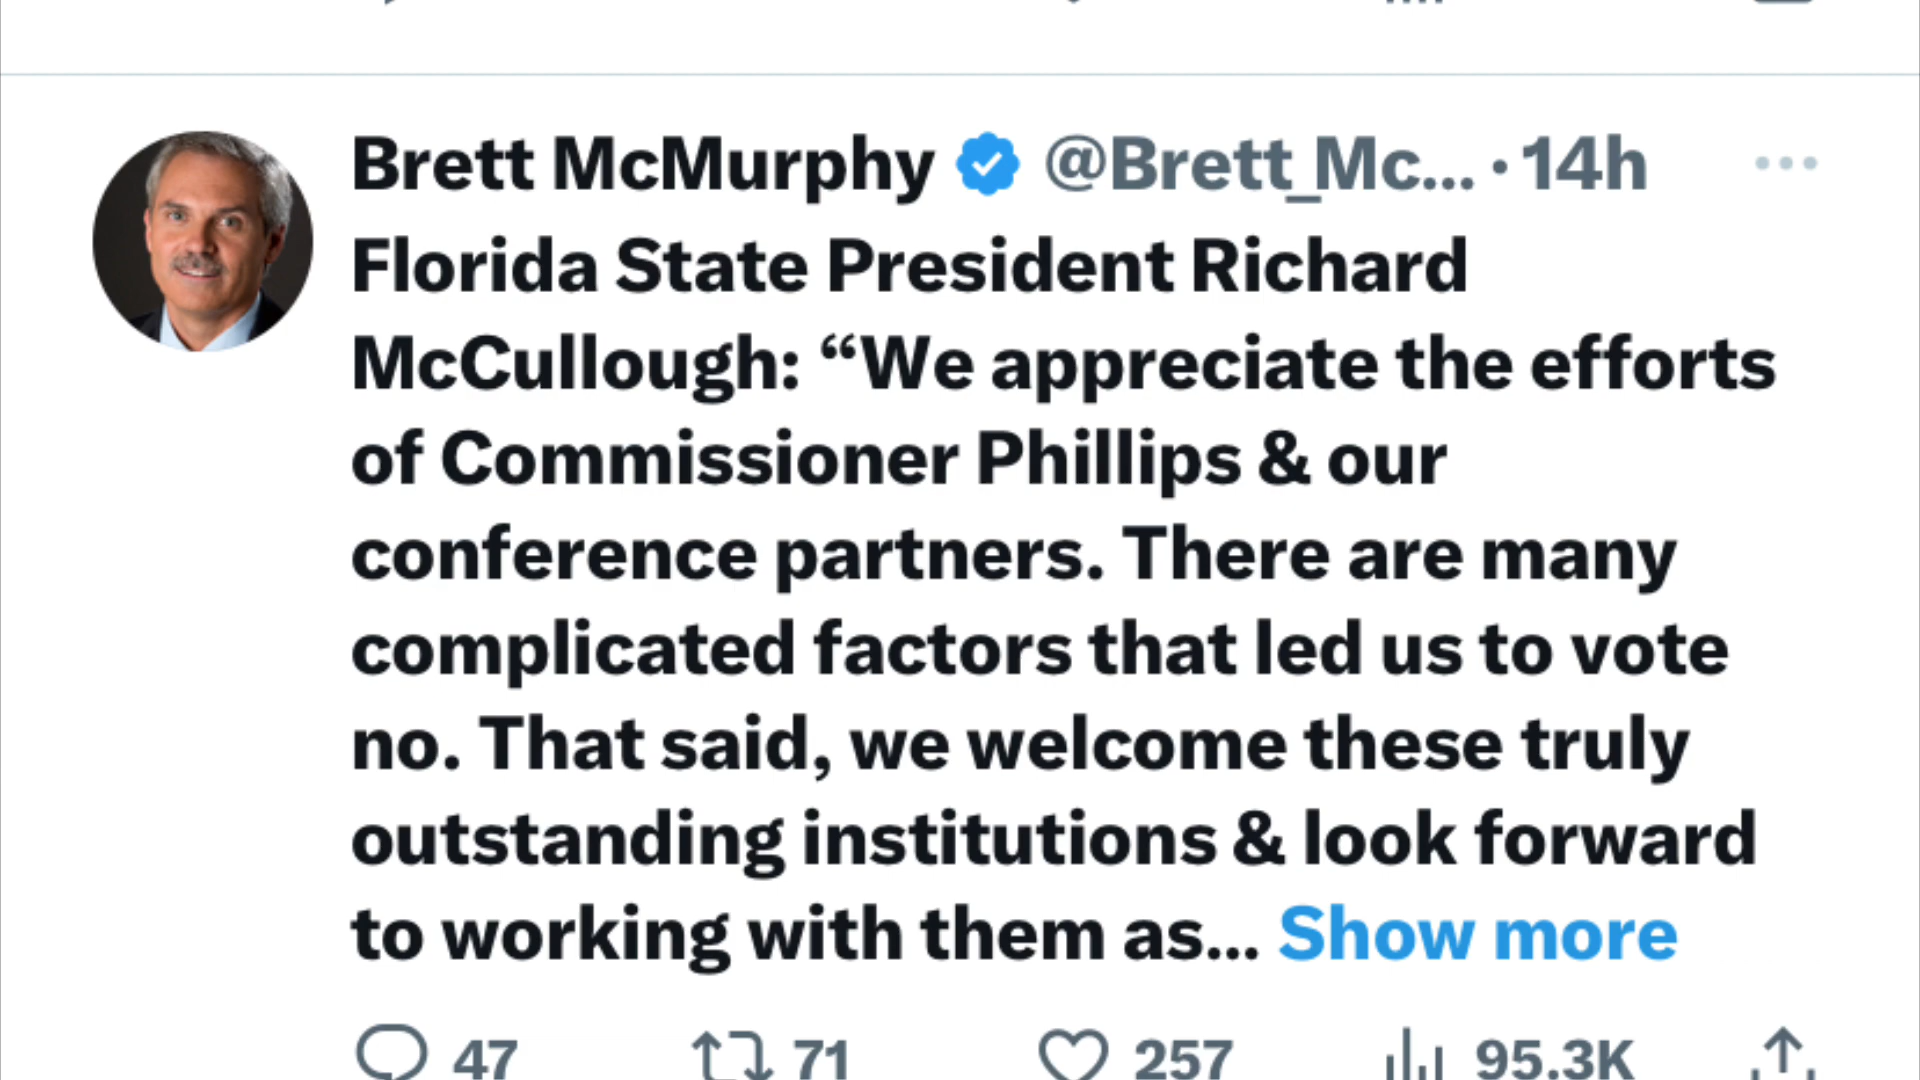 Brett McMurphy @Brett_Mc... · 14h
Florida State President Richard
McCullough: “We appreciate the efforts
of Commissioner Phillips & our
conference partners. There are many
complicated factors that led us to vote
no. That said, we welcome these truly
outstanding institutions & look forward
to working with them as... Show more
47 71 257 95.3K